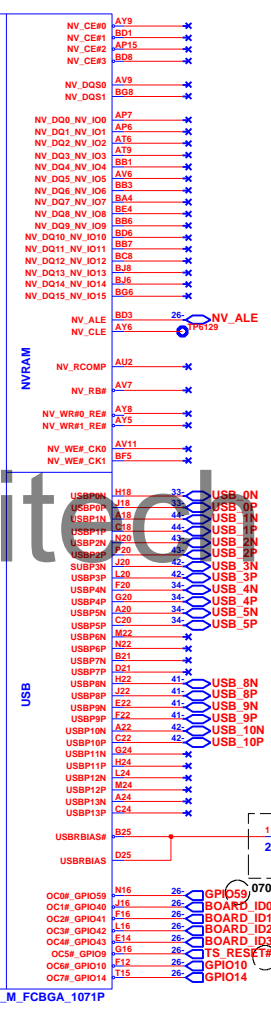 NV_CE#0 AY9
NV_CE#1 BD1
NV_CE#2 AP15
NV_CE#3 BD8
NV_DQS0 AV9
NV_DQS1 BG8
NV_DQ0_NV_IO0 AP7
NV_DQ1_NV_IO1 AP6
NV_DQ2_NV_IO2 AT6
NV_DQ3_NV_IO3 AT9
NV_DQ4_NV_IO4 BB1
NV_DQ5_NV_IO5 AV6
NV_DQ6_NV_IO6 BB3
NV_DQ7_NV_IO7 BA4
NV_DQ8_NV_IO8 BE4
NV_DQ9_NV_IO9 BB6
NV_DQ10_NV_IO10 BD6
NV_DQ11_NV_IO11 BB7
NV_DQ12_NV_IO12 BC8
NV_DQ13_NV_IO13 BJ8
NV_DQ14_NV_IO14 BJ6
NV_DQ15_NV_IO15 BG6
NV_ALE BD3 26- NV_ALE
NV_CLE AY6 TP6129
NVRAM
NV_RCOMP AU2
NV_RB# AV7
NV_WR#0_RE# AY8
NV_WR#1_RE# AY5
NV_WE#_CK0 AV11
NV_WE#_CK1 BF5
itech
USBP0N H18 33- USB_0N
USBP0P J18 33- USB_0P
USBP1N A18 44- USB_1N
USBP1P C18 44- USB_1P
USBP2N N20 43- USB_2N
USBP2P P20 43- USB_2P
SUBP3N J20 42- USB_3N
USBP3P L20 42- USB_3P
USBP4N F20 34- USB_4N
USBP4P G20 34- USB_4P
USBP5N A20 34- USB_5N
USBP5P C20 34- USB_5P
USBP6N M22
USBP6P N22
USBP7N B21
USBP7P D21
USB
USBP8N H22 41- USB_8N
USBP8P J22 41- USB_8P
USBP9N E22 41- USB_9N
USBP9P F22 41- USB_9P
USBP10N A22 42- USB_10N
USBP10P C22 42- USB_10P
USBP11N G24
USBP11P H24
USBP12N L24
USBP12P M24
USBP13N A24
USBP13P C24
USBRBIAS# B25 1
2
USBRBIAS D25
070
OC0#_GPIO59 N16 26- GPIO59
OC1#_GPIO40 J16 26- BOARD_ID0
OC2#_GPIO41 F16 26- BOARD_ID1
OC3#_GPIO42 L16 26- BOARD_ID2
OC4#_GPIO43 E14 26- BOARD_ID3
OC5#_GPIO9 G16 26- TS_RESET#
OC6#_GPIO10 F12 26- GPIO10
OC7#_GPIO14 T15 26- GPIO14
_M_FCBGA_1071P